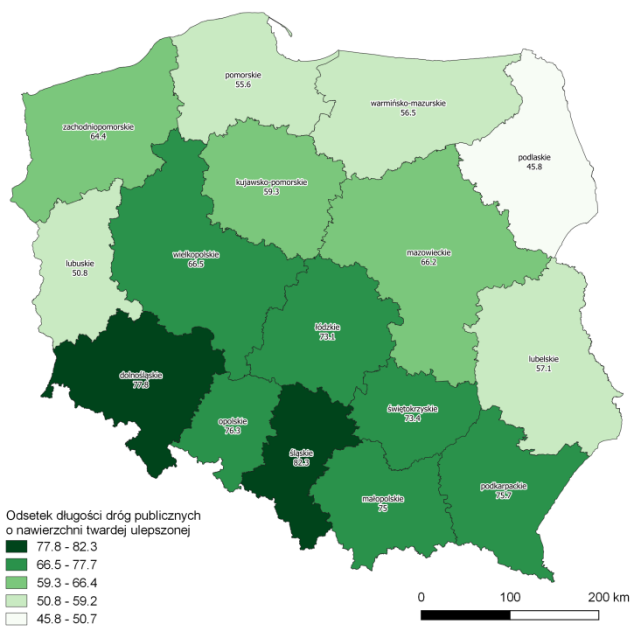 pomorskie
55.6
warmińsko-mazurskie
56.5
zachodniopomorskie
64.4
podlaskie
45.8
kujawsko-pomorskie
59.3
wielkopolskie
66.5
mazowieckie
66.2
lubuskie
50.8
łódzkie
73.1
lubelskie
57.1
dolnośląskie
77.8
opolskie
76.3
świętokrzyskie
73.4
śląskie
82.3
małopolskie
75
podkarpackie
75.7
Odsetek długości dróg publicznych
o nawierzchni twardej ulepszonej
77.8 - 82.3
66.5 - 77.7
59.3 - 66.4
50.8 - 59.2
45.8 - 50.7
0 100 200 km